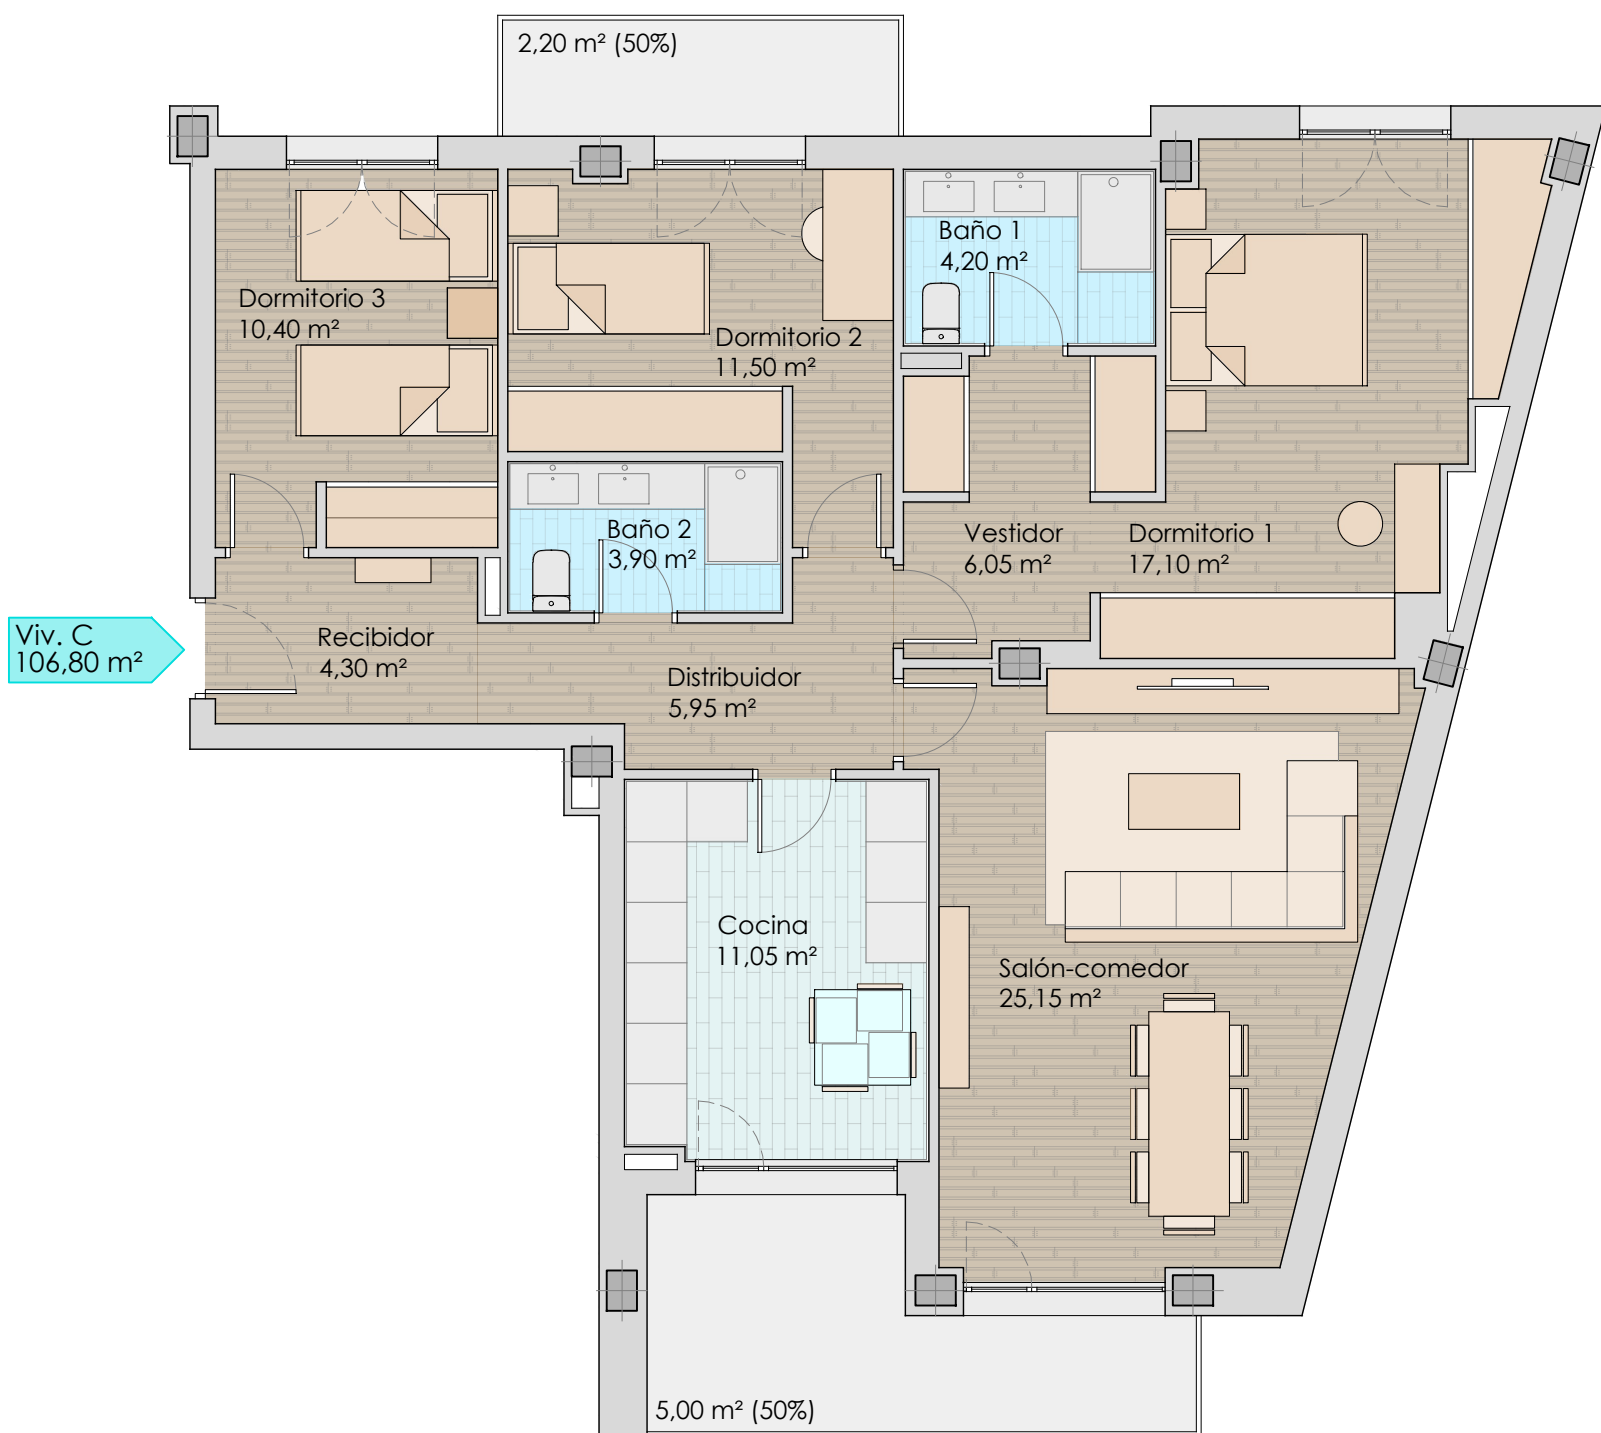 2,20 m² (50%)
Baño 1
4,20 m²
Dormitorio 3
10,40 m²
Dormitorio 2
11,50 m²
Baño 2
3,90 m²
Vestidor
6,05 m²
Dormitorio 1
17,10 m²
Viv. C
106,80 m²
Recibidor
4,30 m²
Distribuidor
5,95 m²
Cocina
11,05 m²
Salón-comedor
25,15 m²
5,00 m² (50%)